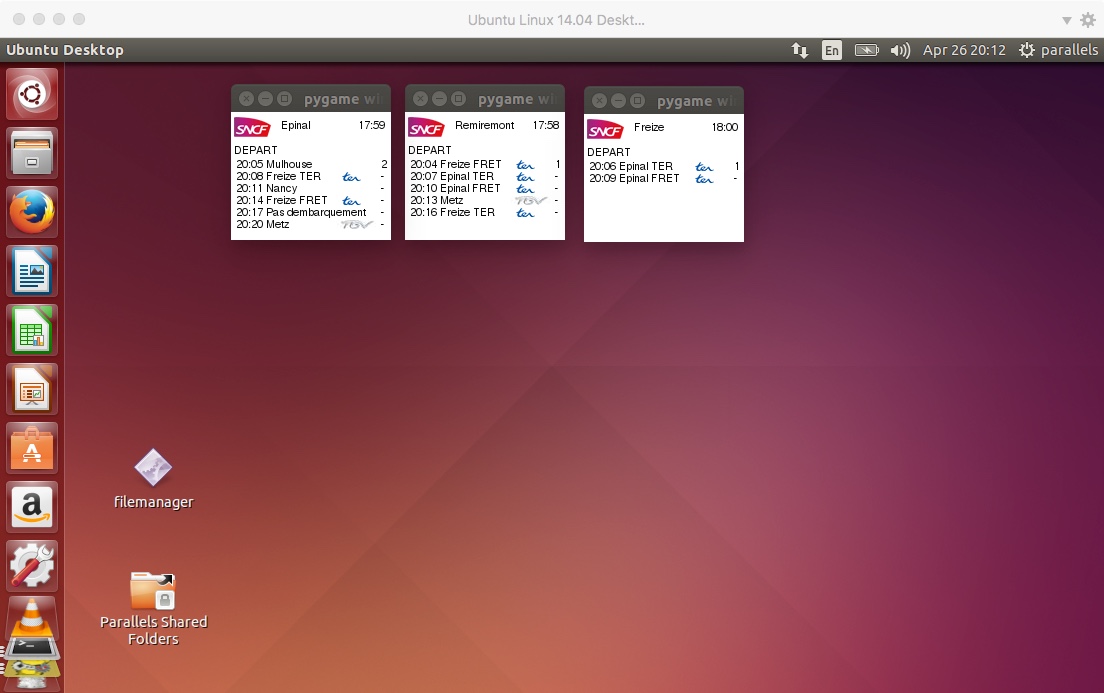 Ubuntu Linux 14.04 Deskt...
Ubuntu Desktop
En
Apr 26 20:12
parallels
pygame wi
SNCF Epinal 17:59
DEPART
20:05 Mulhouse 2
20:08 Freize TER ter -
20:11 Nancy -
20:14 Freize FRET ter -
20:17 Pas dembarquement -
20:20 Metz TGV -
pygame wi
SNCF Remiremont 17:58
DEPART
20:04 Freize FRET ter 1
20:07 Epinal TER ter -
20:10 Epinal FRET ter -
20:13 Metz TGV -
20:16 Freize TER ter -
pygame wi
SNCF Freize 18:00
DEPART
20:06 Epinal TER ter 1
20:09 Epinal FRET ter -
filemanager
Parallels Shared
Folders